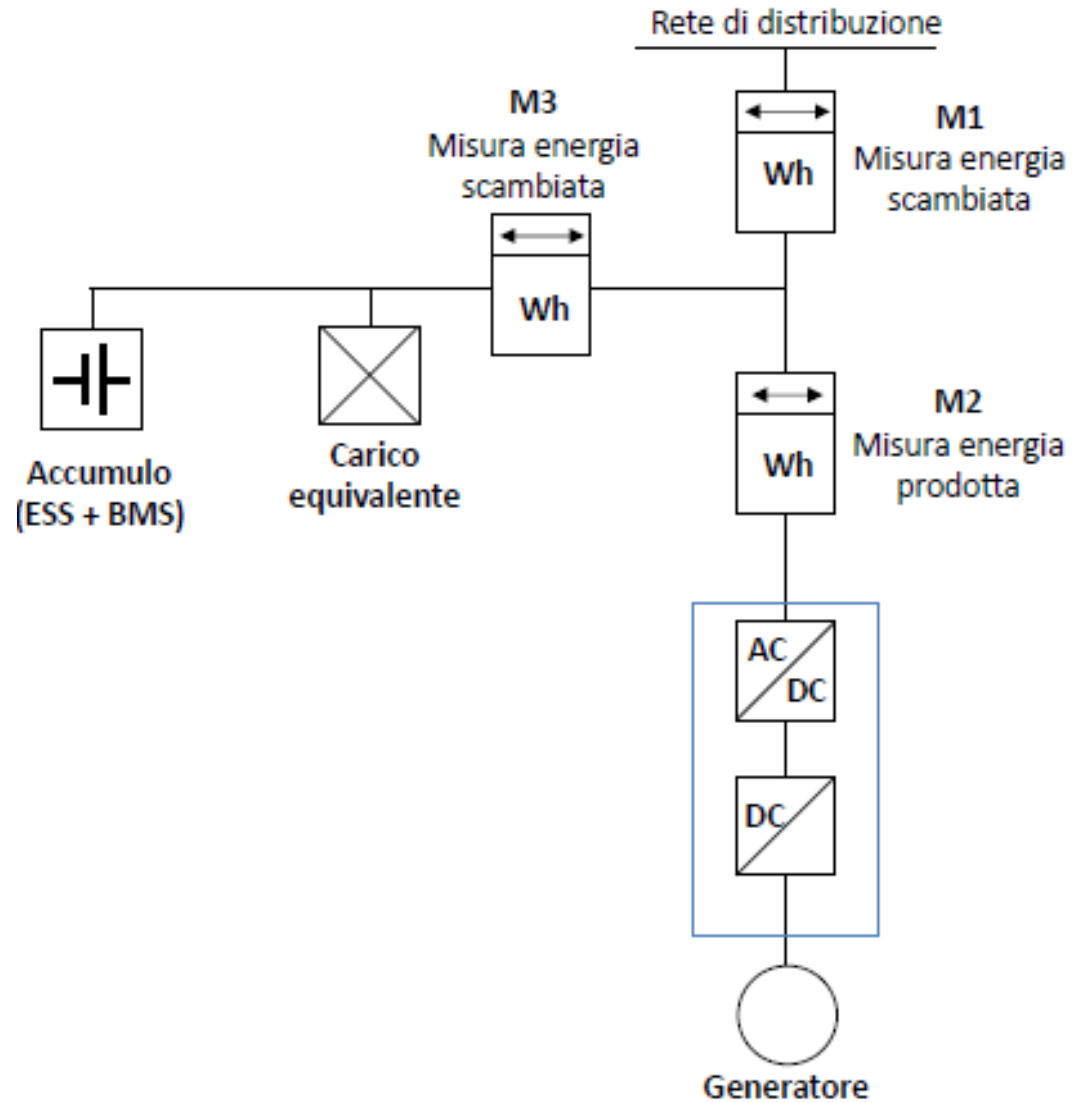 Rete di distribuzione
M3
Misura energia
scambiata
M1
Misura energia
scambiata
Wh
Wh
Accumulo
(ESS + BMS)
Carico
equivalente
M2
Misura energia
prodotta
Wh
AC
DC
DC
Generatore